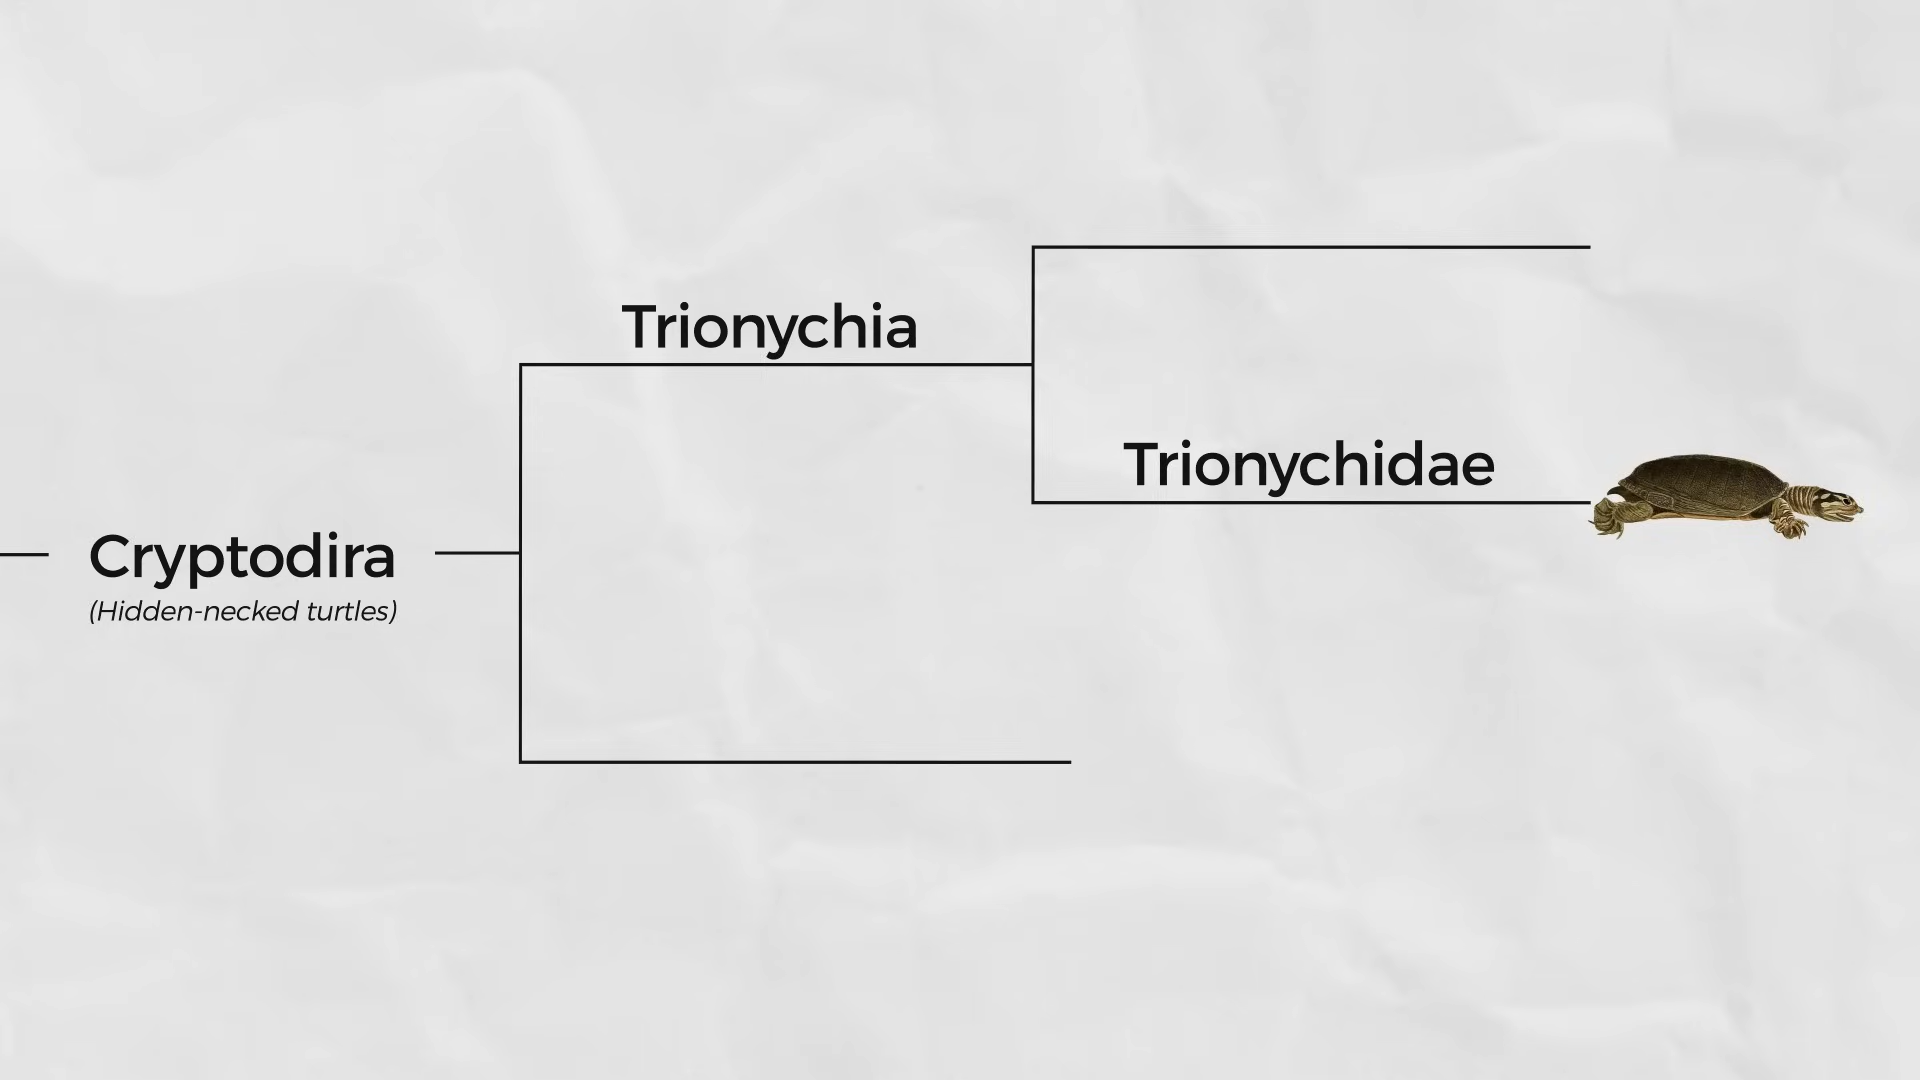 Trionychia
Trionychidae
Cryptodira
(Hidden-necked turtles)